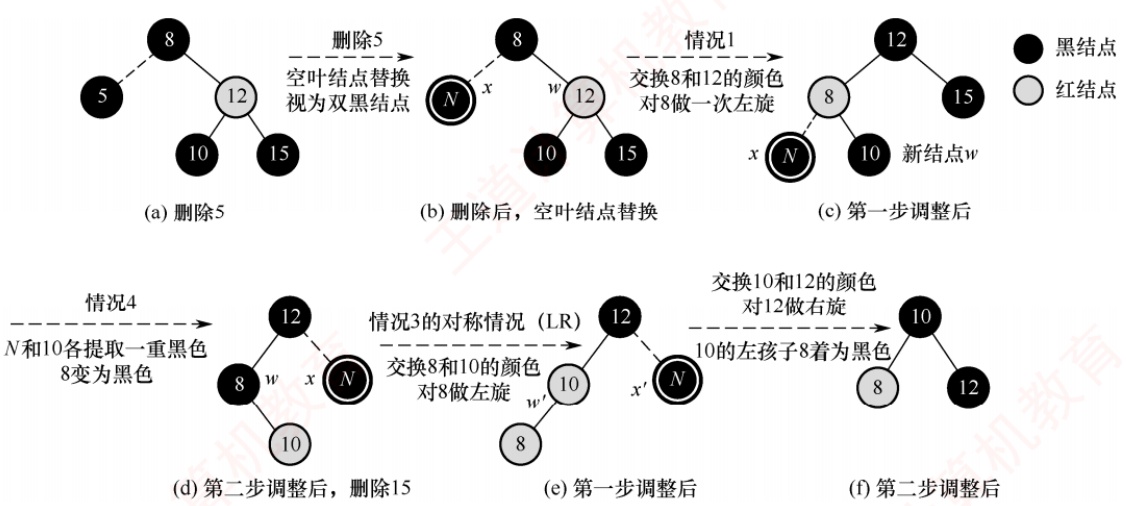 8
5
12
10
15
(a) 删除5
删除5
空叶结点替换
视为双黑结点
8
N
x
w
12
10
15
(b) 删除后，空叶结点替换
情况1
交换8和12的颜色
对8做一次左旋
12
8
15
x
N
10
新结点w
(c) 第一步调整后
黑结点
红结点
情况4
N和10各提取一重黑色
8变为黑色
12
8
w
x
N
10
(d) 第二步调整后，删除15
情况3的对称情况（LR）
交换8和10的颜色
对8做左旋
12
10
w′
x′
N
8
(e) 第一步调整后
交换10和12的颜色
对12做右旋
10的左孩子8着为黑色
10
8
12
(f) 第二步调整后